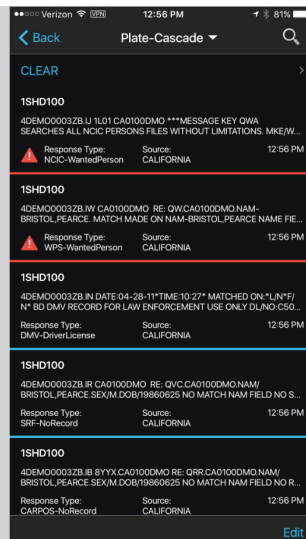 Verizon VPN 12:56 PM 81%
Back Plate-Cascade
CLEAR
1SHD100
4DEMO00003ZB.IJ 1L01 CA0100DMO ***MESSAGE KEY QWA
SEARCHES ALL NCIC PERSONS FILES WITHOUT LIMITATIONS. MKE/W...
Response Type: Source: 12:56 PM
NCIC-WantedPerson CALIFORNIA
1SHD100
4DEMO00003ZB.IW CA0100DMO RE: QW.CA0100DMO.NAM-
BRISTOL,PEARCE. MATCH MADE ON NAM-BRISTOL,PEARCE NAME FIE...
Response Type: Source: 12:56 PM
WPS-WantedPerson CALIFORNIA
1SHD100
4DEMO00003ZB.IN DATE:04-28-11*TIME:10:27* MATCHED ON:*L/N*F/
N* BD DMV RECORD FOR LAW ENFORCEMENT USE ONLY DL/NO:C50...
Response Type: Source: 12:56 PM
DMV-DriverLicense CALIFORNIA
1SHD100
4DEMO00003ZB.IR CA0100DMO RE: QVC.CA0100DMO.NAM/
BRISTOL,PEARCE.SEX/M.DOB/19860625 NO MATCH NAM FIELD NO S...
Response Type: Source: 12:56 PM
SRF-NoRecord CALIFORNIA
1SHD100
4DEMO00003ZB.IB 8YYX.CA0100DMO RE: QRR.CA0100DMO.NAM/
BRISTOL,PEARCE.SEX/M.DOB/19860625 NO MATCH NAM FIELD NO R...
Response Type: Source: 12:56 PM
CARPOS-NoRecord CALIFORNIA
Edit